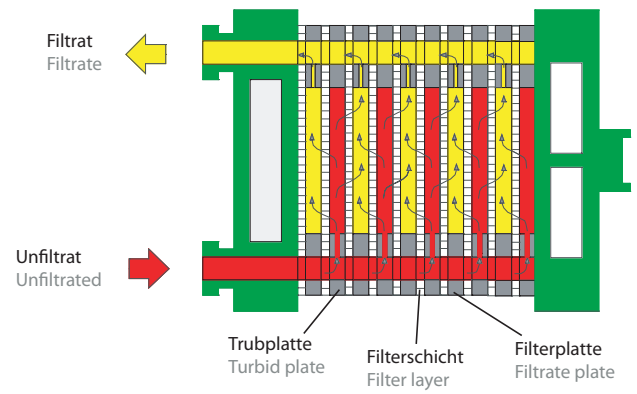 Filtrat
Filtrate
Unfiltrat
Unfiltrated
Trubplatte
Turbid plate
Filterschicht
Filter layer
Filterplatte
Filtrate plate